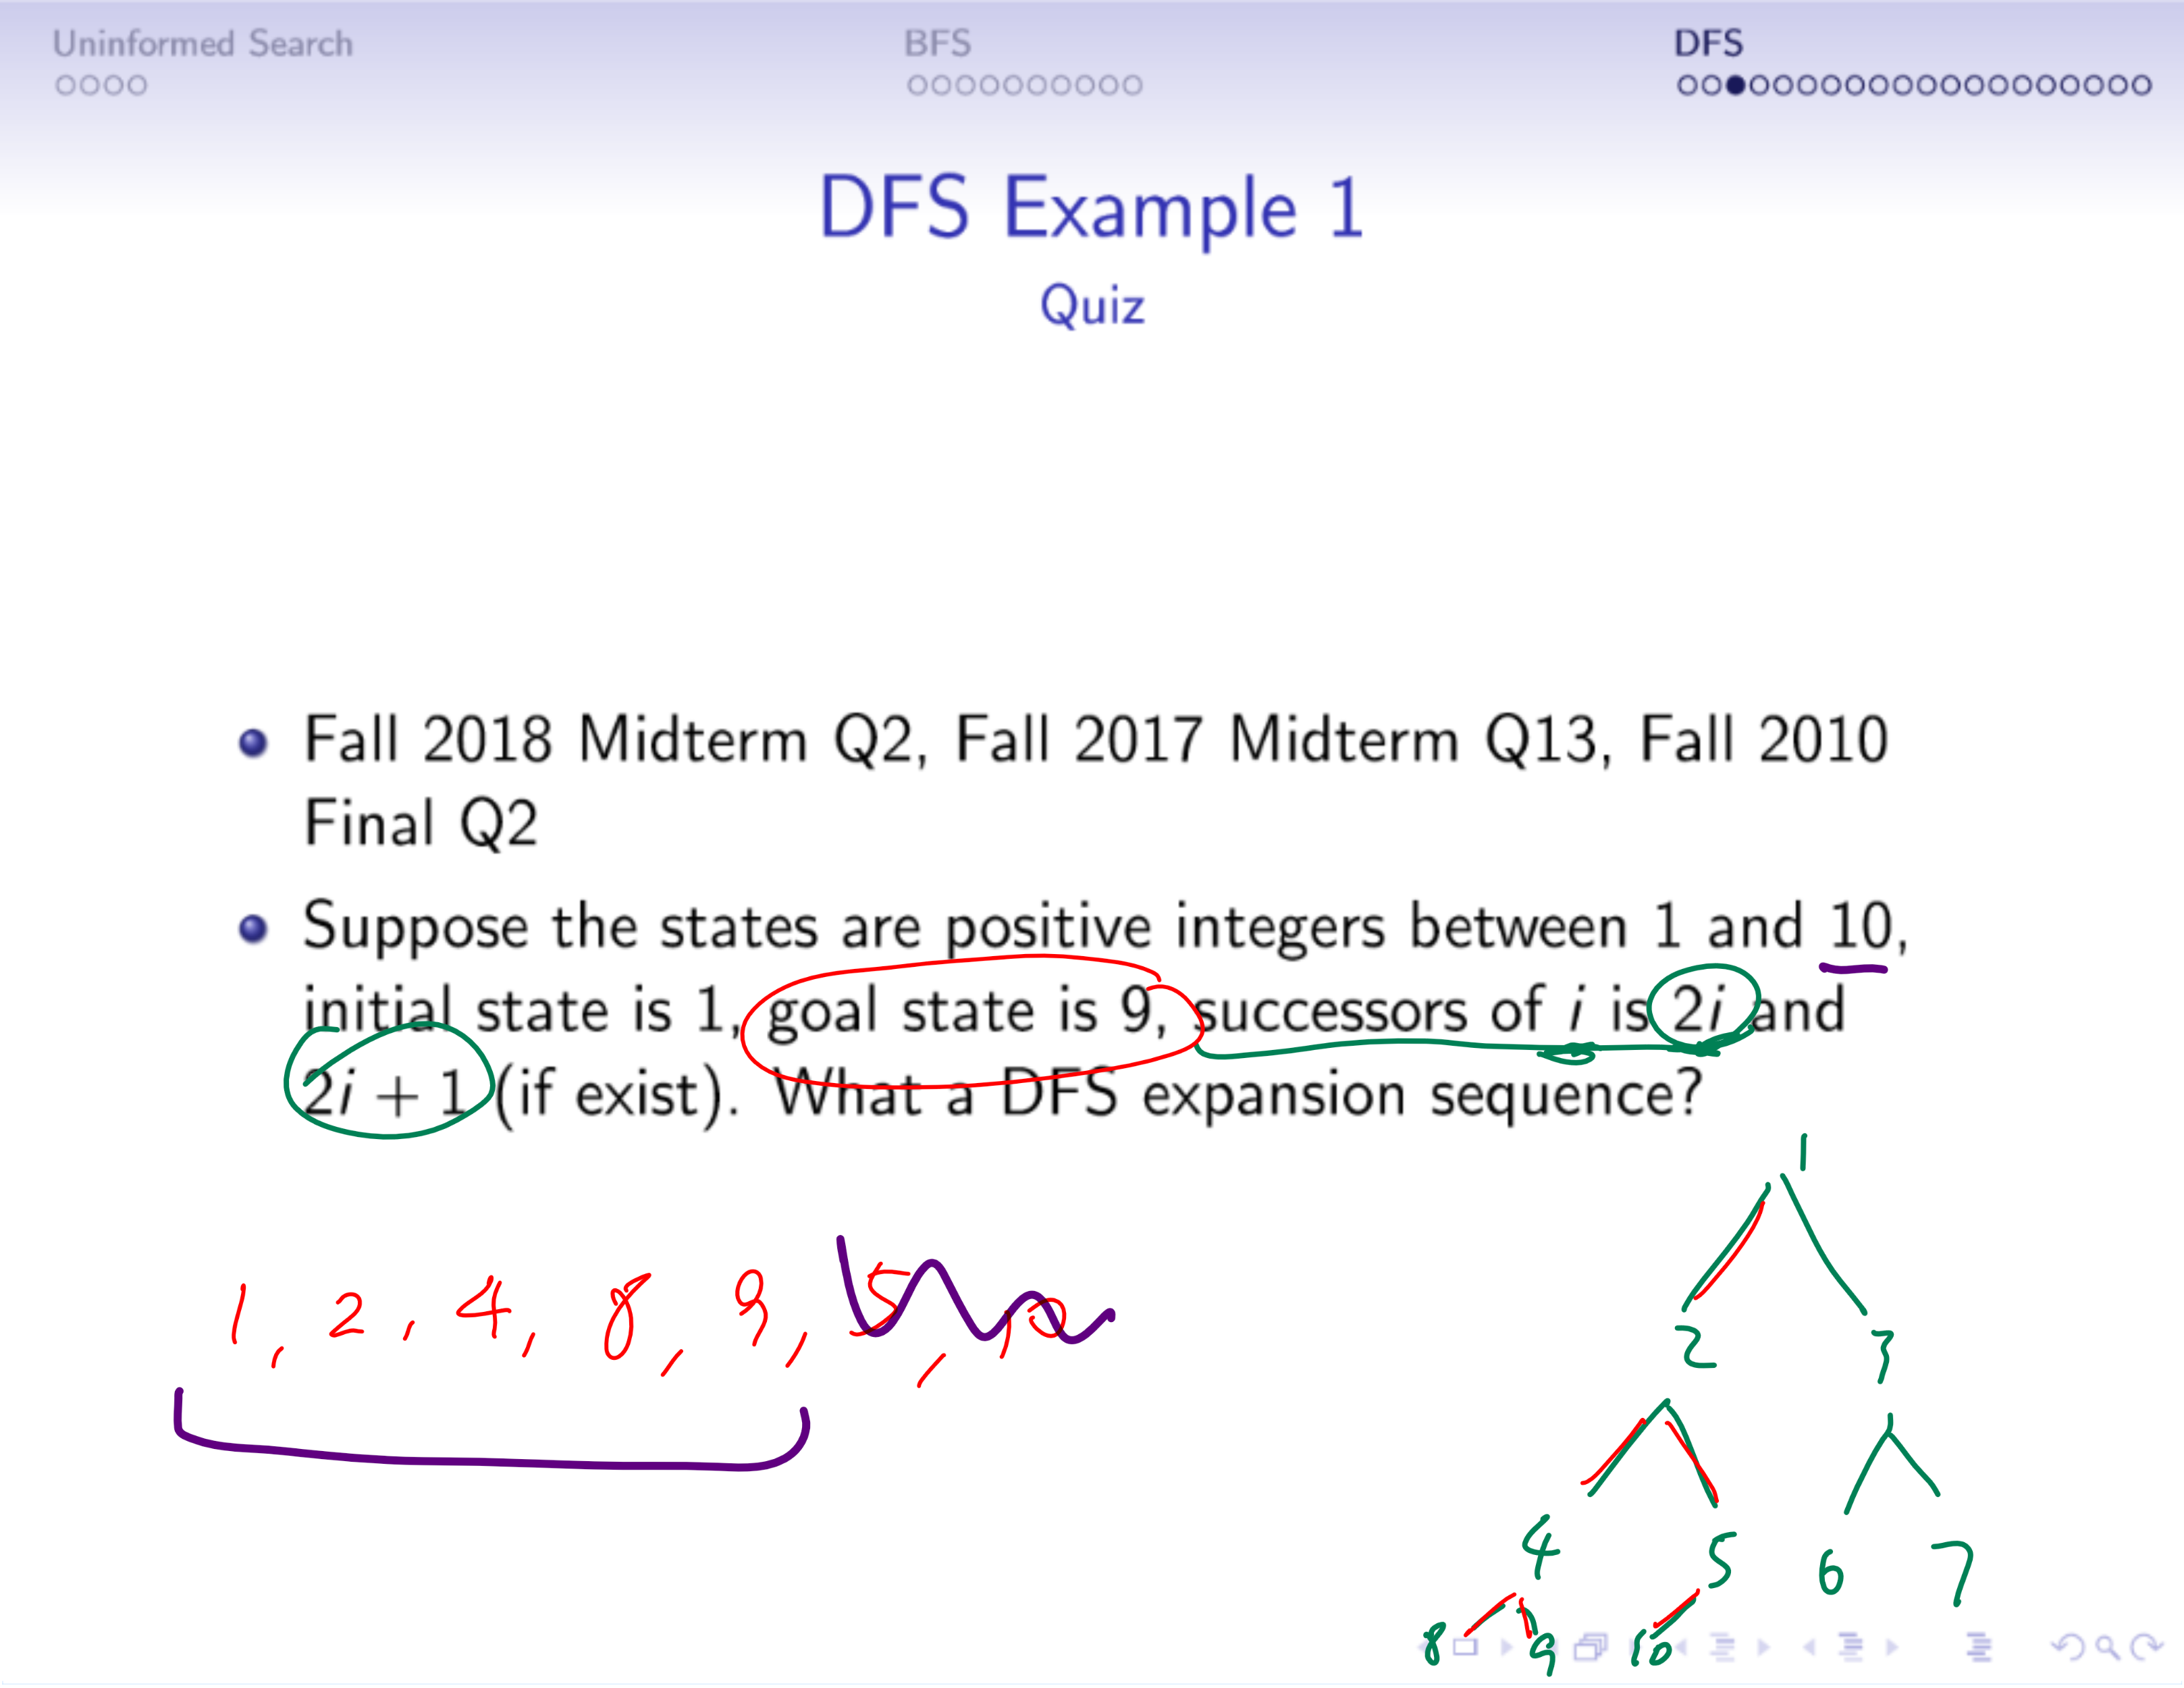 Uninformed Search BFS DFS
DFS Example 1
Quiz
Fall 2018 Midterm Q2, Fall 2017 Midterm Q13, Fall 2010
Final Q2
Suppose the states are positive integers between 1 and 10,
initial state is 1, goal state is 9, successors of i is 2i and
2i + 1 (if exist). What a DFS expansion sequence?
1
1, 2, 4, 8, 9, 5, 10
2 3
4 5 6 7
8 9 10